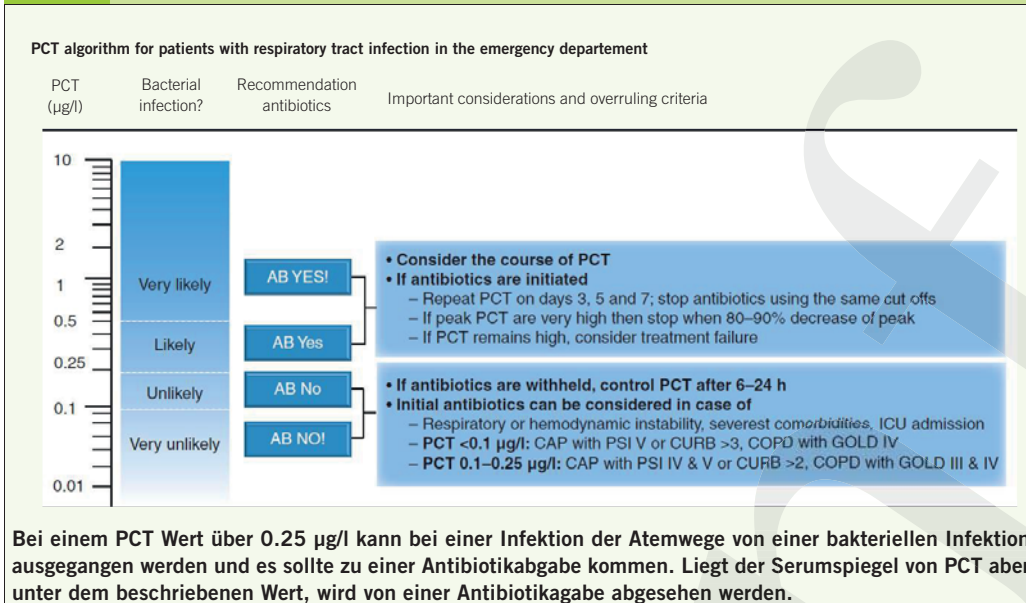 PCT algorithm for patients with respiratory tract infection in the emergency departement
PCT (µg/l)
Bacterial infection?
Recommendation antibiotics
Important considerations and overruling criteria
10
2
1
0.5
0.25
0.1
0.01
Very likely
Likely
Unlikely
Very unlikely
AB YES!
AB Yes
AB No
AB NO!
• Consider the course of PCT
• If antibiotics are initiated
– Repeat PCT on days 3, 5 and 7; stop antibiotics using the same cut offs
– If peak PCT are very high then stop when 80–90% decrease of peak
– If PCT remains high, consider treatment failure
• If antibiotics are withheld, control PCT after 6–24 h
• Initial antibiotics can be considered in case of
– Respiratory or hemodynamic instability, severest comorbidities, ICU admission
– PCT <0.1 µg/l: CAP with PSI V or CURB >3, COPD with GOLD IV
– PCT 0.1–0.25 µg/l: CAP with PSI IV & V or CURB >2, COPD with GOLD III & IV
Bei einem PCT Wert über 0.25 µg/l kann bei einer Infektion der Atemwege von einer bakteriellen Infektion
ausgegangen werden und es sollte zu einer Antibiotikabgabe kommen. Liegt der Serumspiegel von PCT aber
unter dem beschriebenen Wert, wird von einer Antibiotikagabe abgesehen werden.